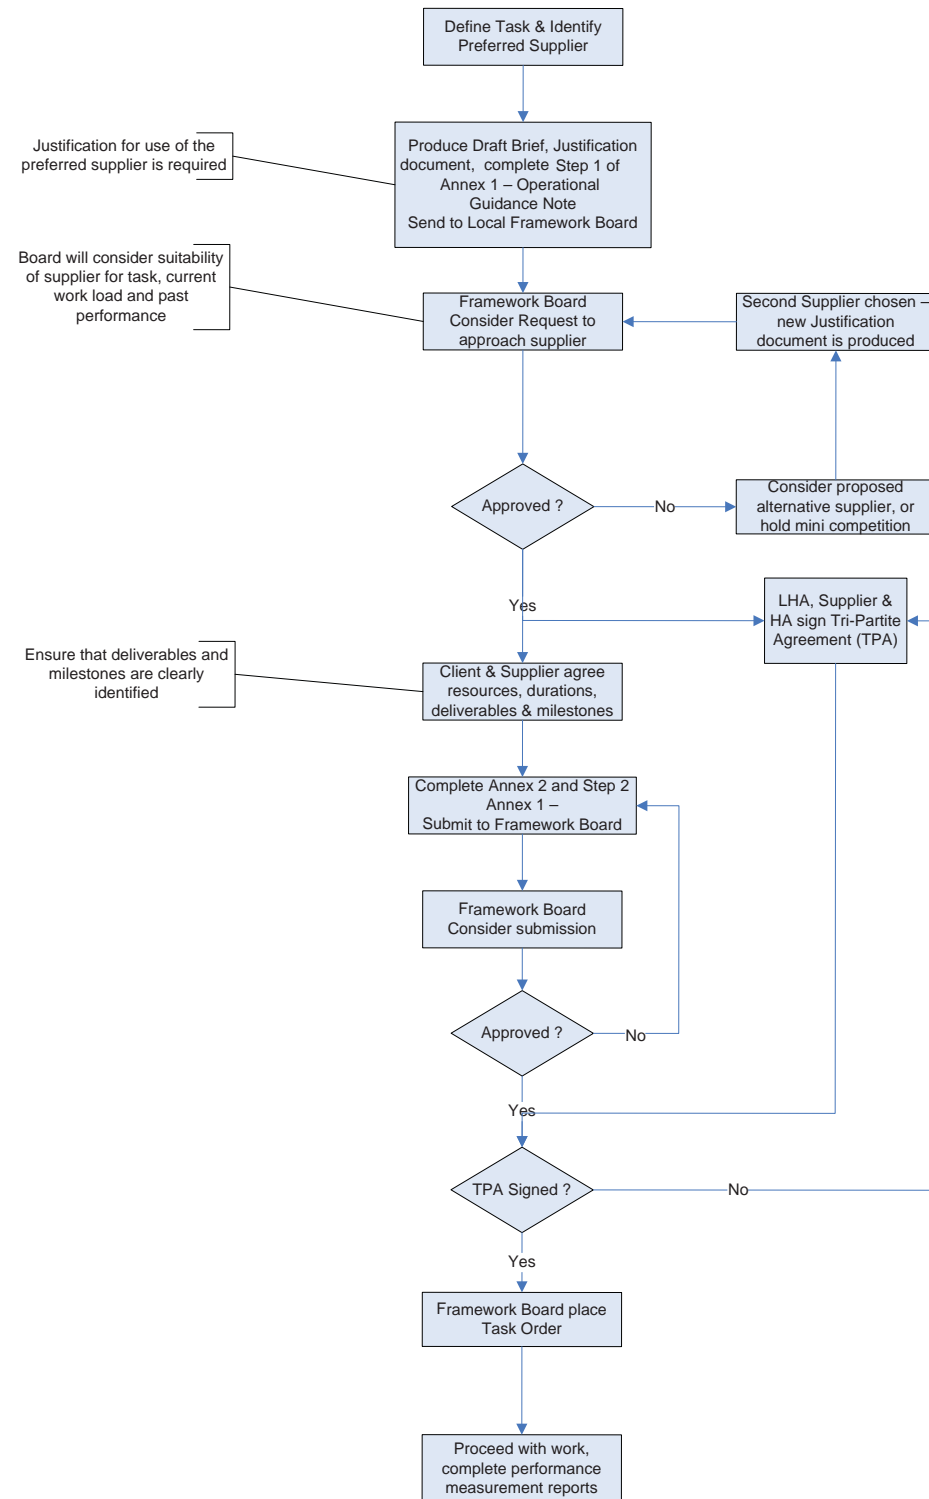 Define Task & Identify
Preferred Supplier
Justification for use of the
preferred supplier is required
Produce Draft Brief, Justification
document, complete Step 1 of
Annex 1 – Operational
Guidance Note
Send to Local Framework Board
Board will consider suitability
of supplier for task, current
work load and past
performance
Framework Board
Consider Request to
approach supplier
Second Supplier chosen –
new Justification
document is produced
Approved ?
No
Consider proposed
alternative supplier, or
hold mini competition
Yes
LHA, Supplier &
HA sign Tri-Partite
Agreement (TPA)
Ensure that deliverables and
milestones are clearly
identified
Client & Supplier agree
resources, durations,
deliverables & milestones
Complete Annex 2 and Step 2
Annex 1 –
Submit to Framework Board
Framework Board
Consider submission
Approved ?
No
Yes
TPA Signed ?
No
Yes
Framework Board place
Task Order
Proceed with work,
complete performance
measurement reports